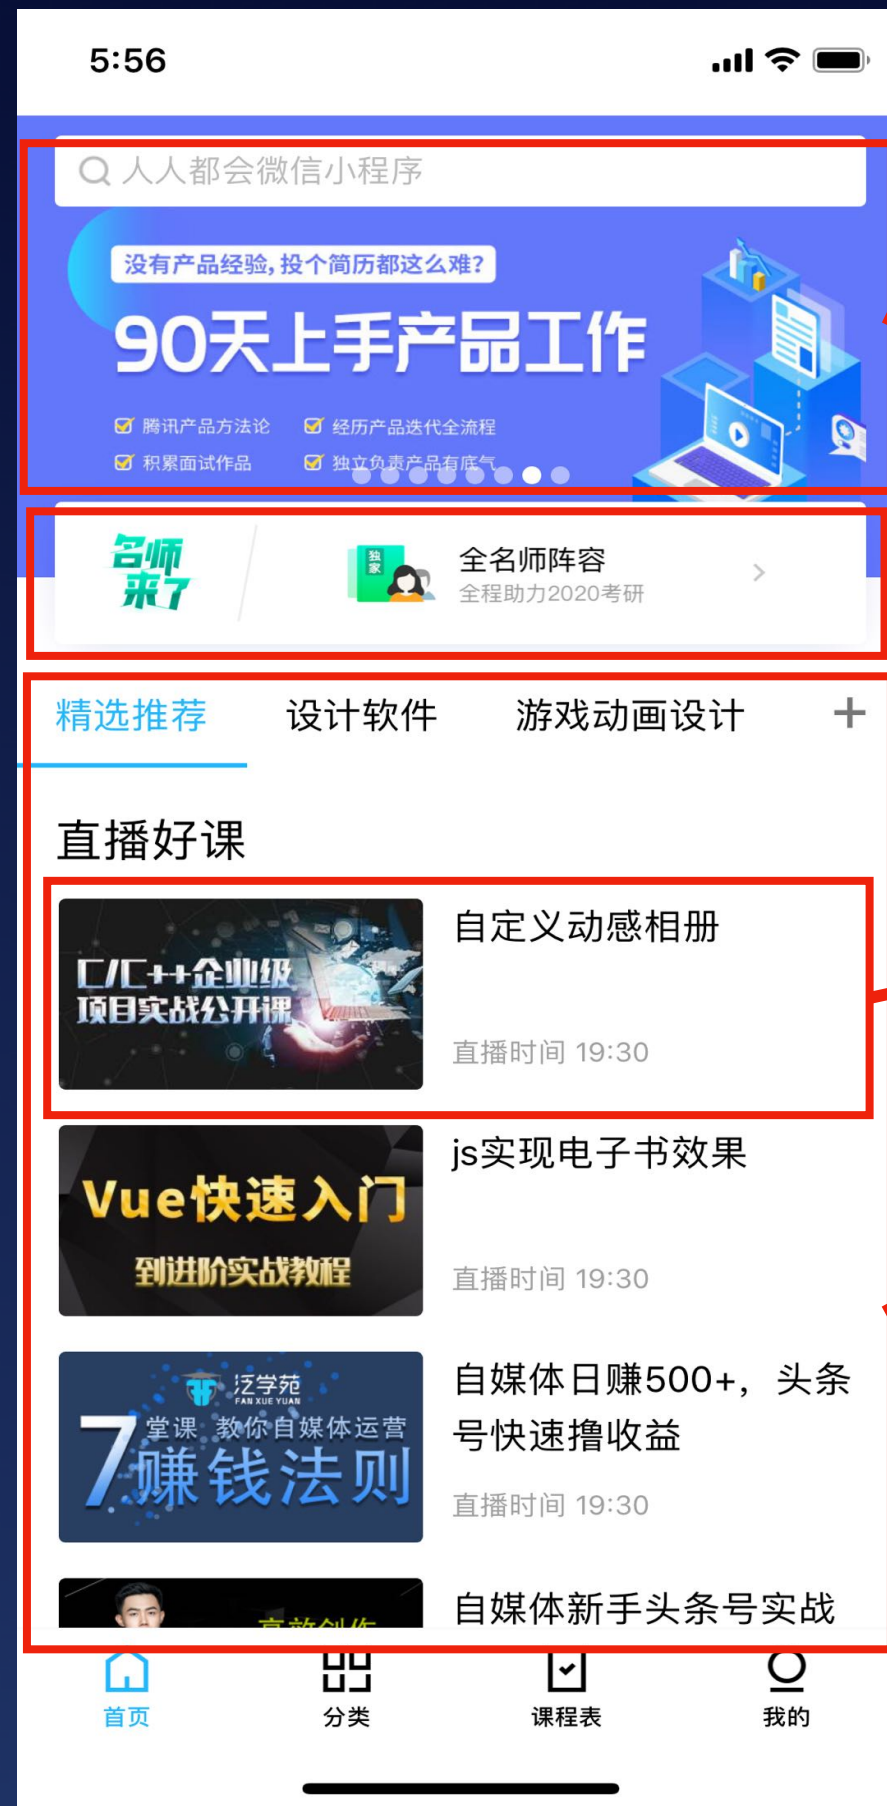 5:56
人人都会微信小程序
没有产品经验,投个简历都这么难?
90天上手产品工作
腾讯产品方法论 经历产品迭代全流程
积累面试作品 独立负责产品有底气
名师
来了
独家
全名师阵容
全程助力2020考研
精选推荐 设计软件 游戏动画设计 +
直播好课
C/C++企业级
项目实战公开课
自定义动感相册
直播时间 19:30
Vue快速入门
到进阶实战教程
js实现电子书效果
直播时间 19:30
泛学苑
FAN XUE YUAN
7堂课 教你自媒体运营
赚钱法则
自媒体日赚500+，头条
号快速撸收益
直播时间 19:30
自媒体新手头条号实战
首页 分类 课程表 我的